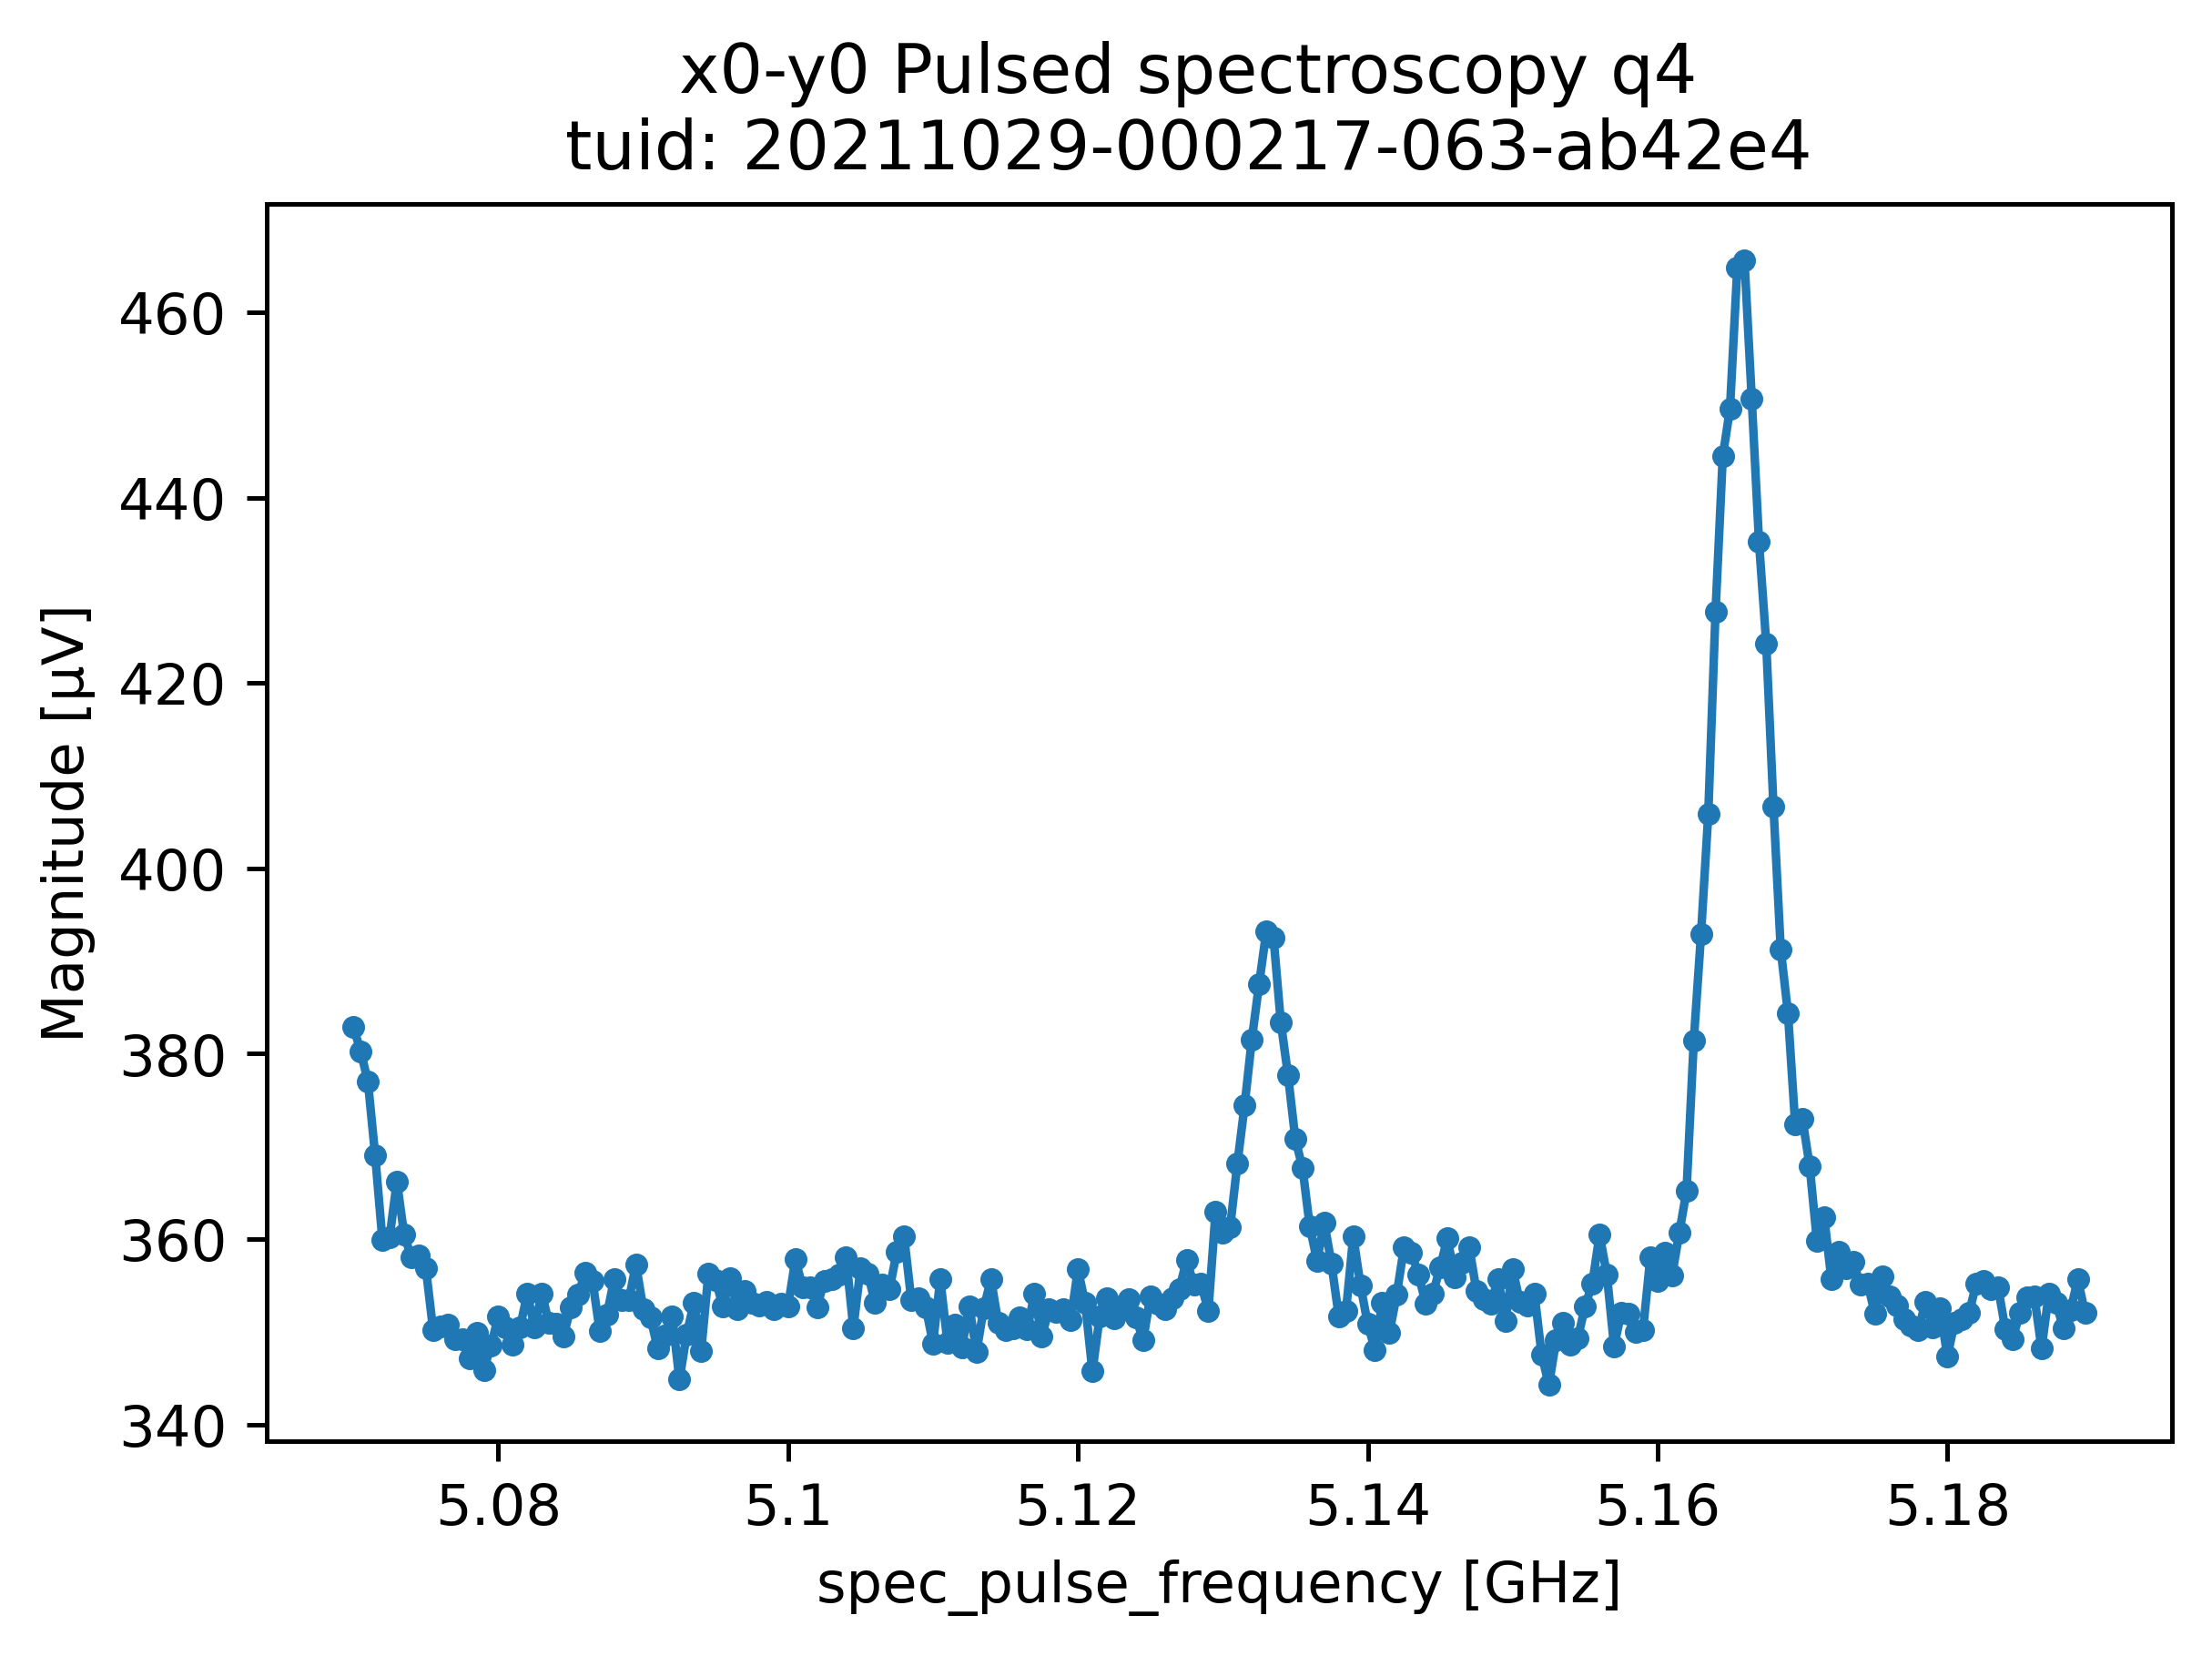 x0-y0 Pulsed spectroscopy q4
tuid: 20211029-000217-063-ab42e4
460
440
420
400
380
360
340
Magnitude [µV]
5.08 5.1 5.12 5.14 5.16 5.18
spec_pulse_frequency [GHz]